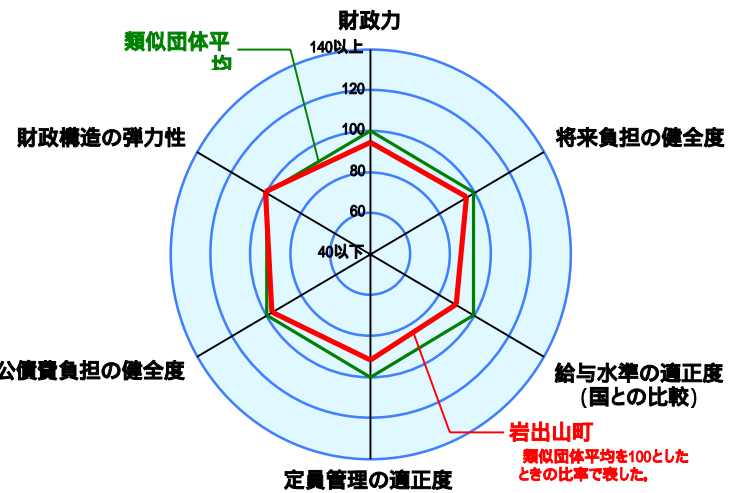 財政力
類似団体平
均
140以上
120
100
80
60
40以下
財政構造の弾力性
将来負担の健全度
公債費負担の健全度
給与水準の適正度
(国との比較)
岩出山町
類似団体平均を100とした
ときの比率で表した。
定員管理の適正度